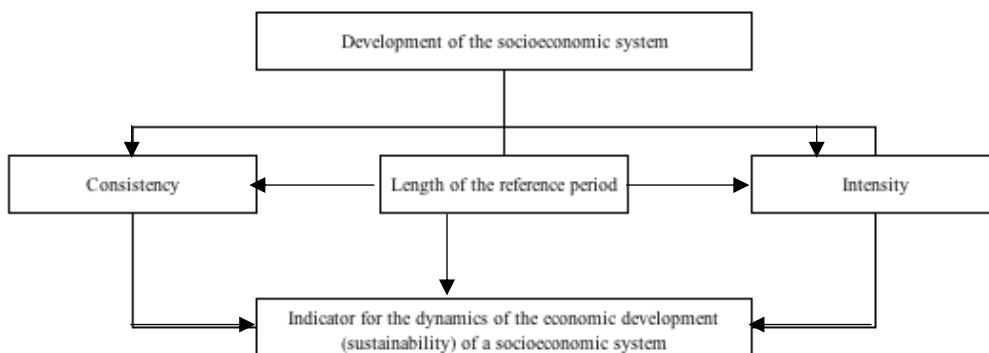 Development of the socioeconomic system
Consistency
Length of the reference period
Intensity
Indicator for the dynamics of the economic development
(sustainability) of a socioeconomic system